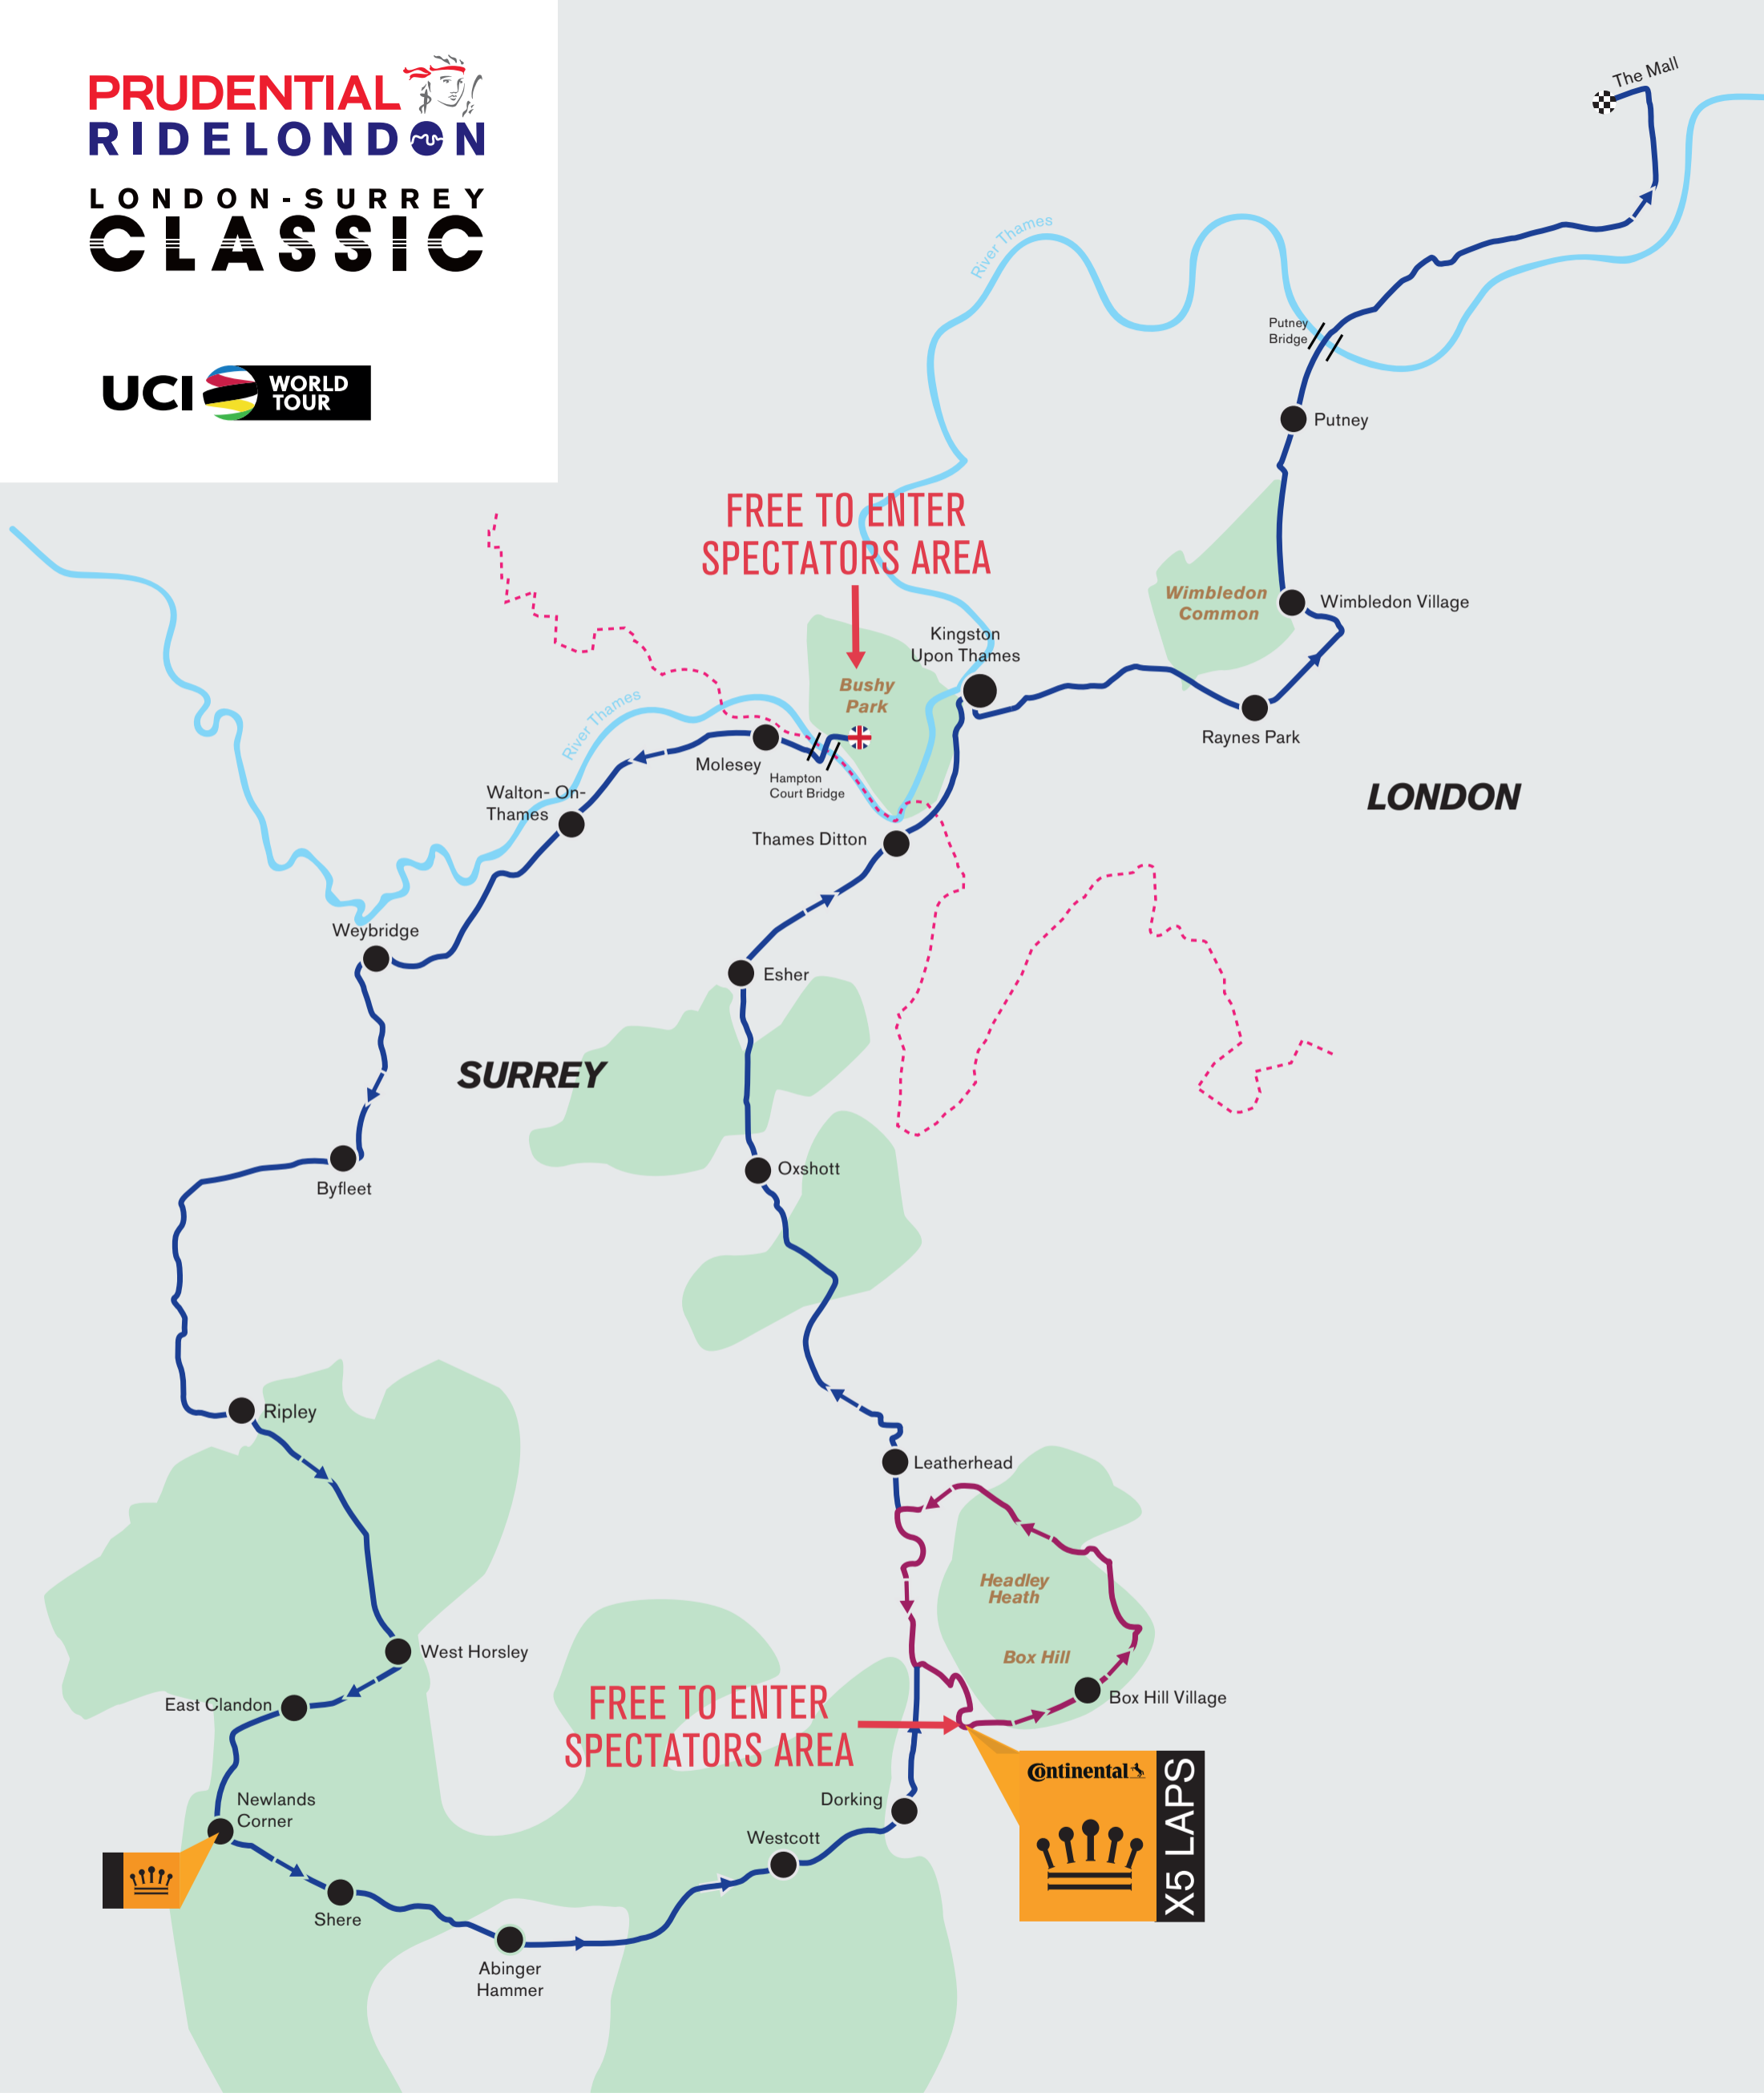 PRUDENTIAL
RIDELONDON
LONDON-SURREY
CLASSIC
UCI WORLD
TOUR
The Mall
River Thames
Putney
Bridge
Putney
FREE TO ENTER
SPECTATORS AREA
Wimbledon
Common
Wimbledon Village
Kingston
Upon Thames
Bushy
Park
River Thames
Raynes Park
Molesey
Hampton
Court Bridge
Walton- On-
Thames
LONDON
Thames Ditton
Weybridge
Esher
SURREY
Oxshott
Byfleet
Ripley
Leatherhead
Headley
Heath
West Horsley
Box Hill
East Clandon
Box Hill Village
FREE TO ENTER
SPECTATORS AREA
Continental
X5 LAPS
Newlands
Corner
Dorking
Westcott
Shere
Abinger
Hammer